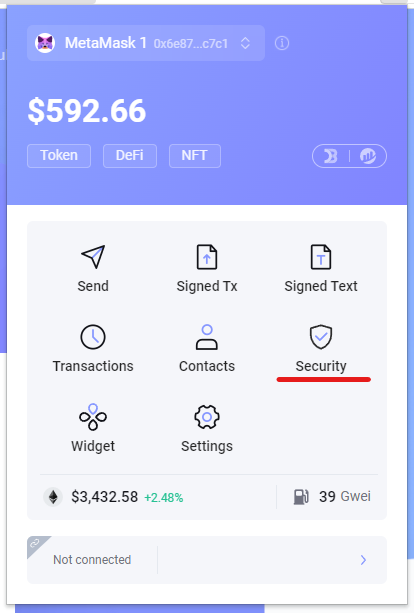 MetaMask 1 0x6e87...c7c1
$592.66
Token DeFi NFT
Send Signed Tx Signed Text
Transactions Contacts Security
Widget Settings
$3,432.58 +2.48% 39 Gwei
Not connected